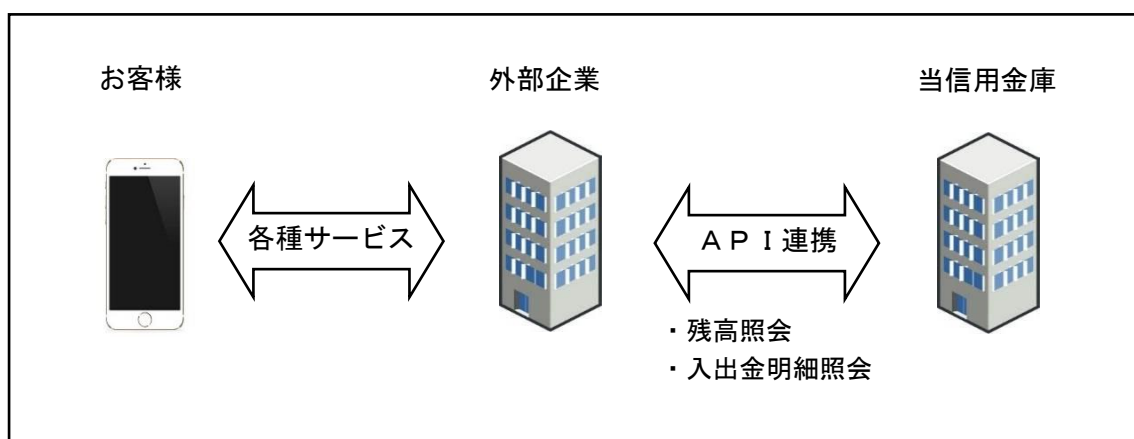 お客様
外部企業
当信用金庫
各種サービス
ＡＰＩ連携
・残高照会
・入出金明細照会